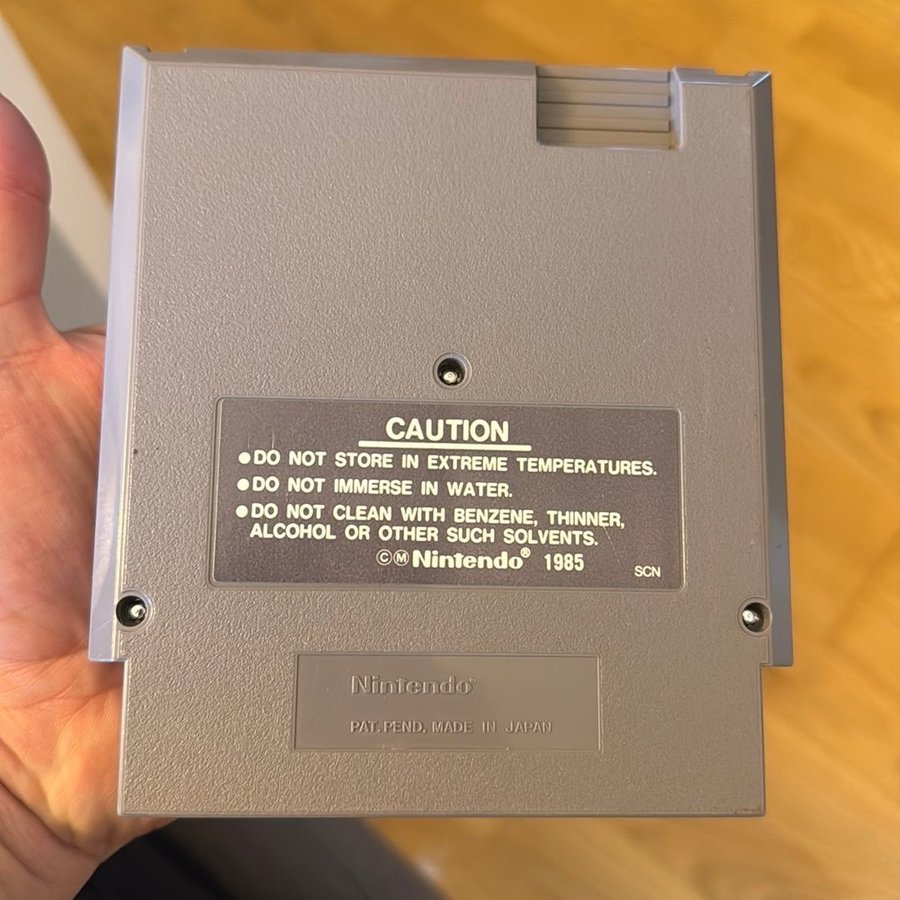 CAUTION
●DO NOT STORE IN EXTREME TEMPERATURES.
●DO NOT IMMERSE IN WATER.
●DO NOT CLEAN WITH BENZENE, THINNER,
ALCOHOL OR OTHER SUCH SOLVENTS.
©Ⓜ Nintendo® 1985
SCN
Nintendo®
PAT. PEND. MADE IN JAPAN